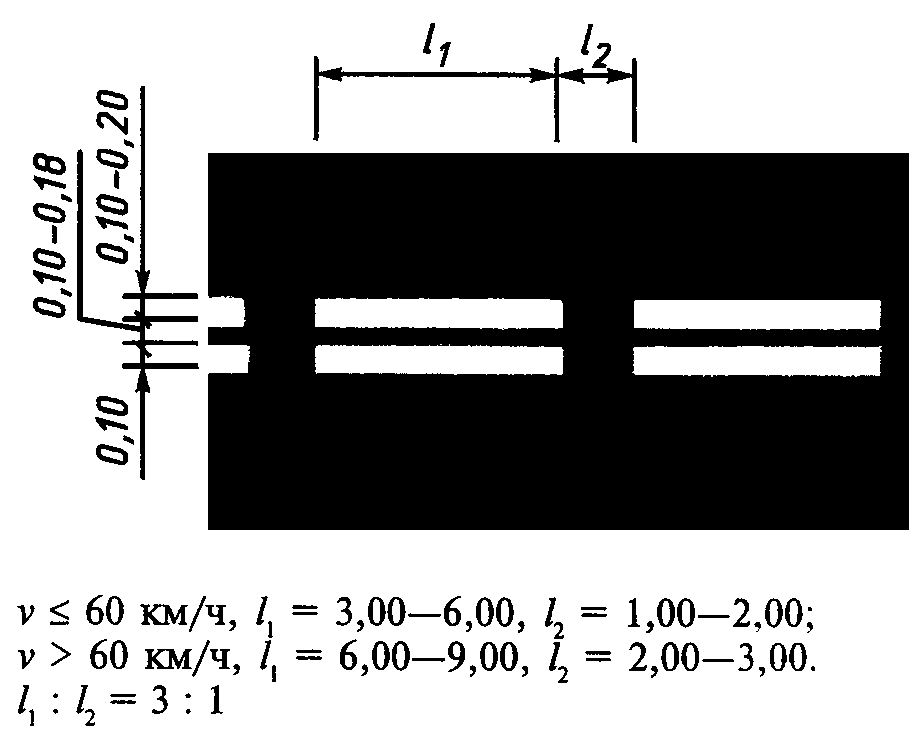 l₁ l₂
0,10–0,20
0,10–0,18
0,10
v ≤ 60 км/ч, l₁ = 3,00—6,00, l₂ = 1,00—2,00;
v > 60 км/ч, l₁ = 6,00—9,00, l₂ = 2,00—3,00.
l₁ : l₂ = 3 : 1